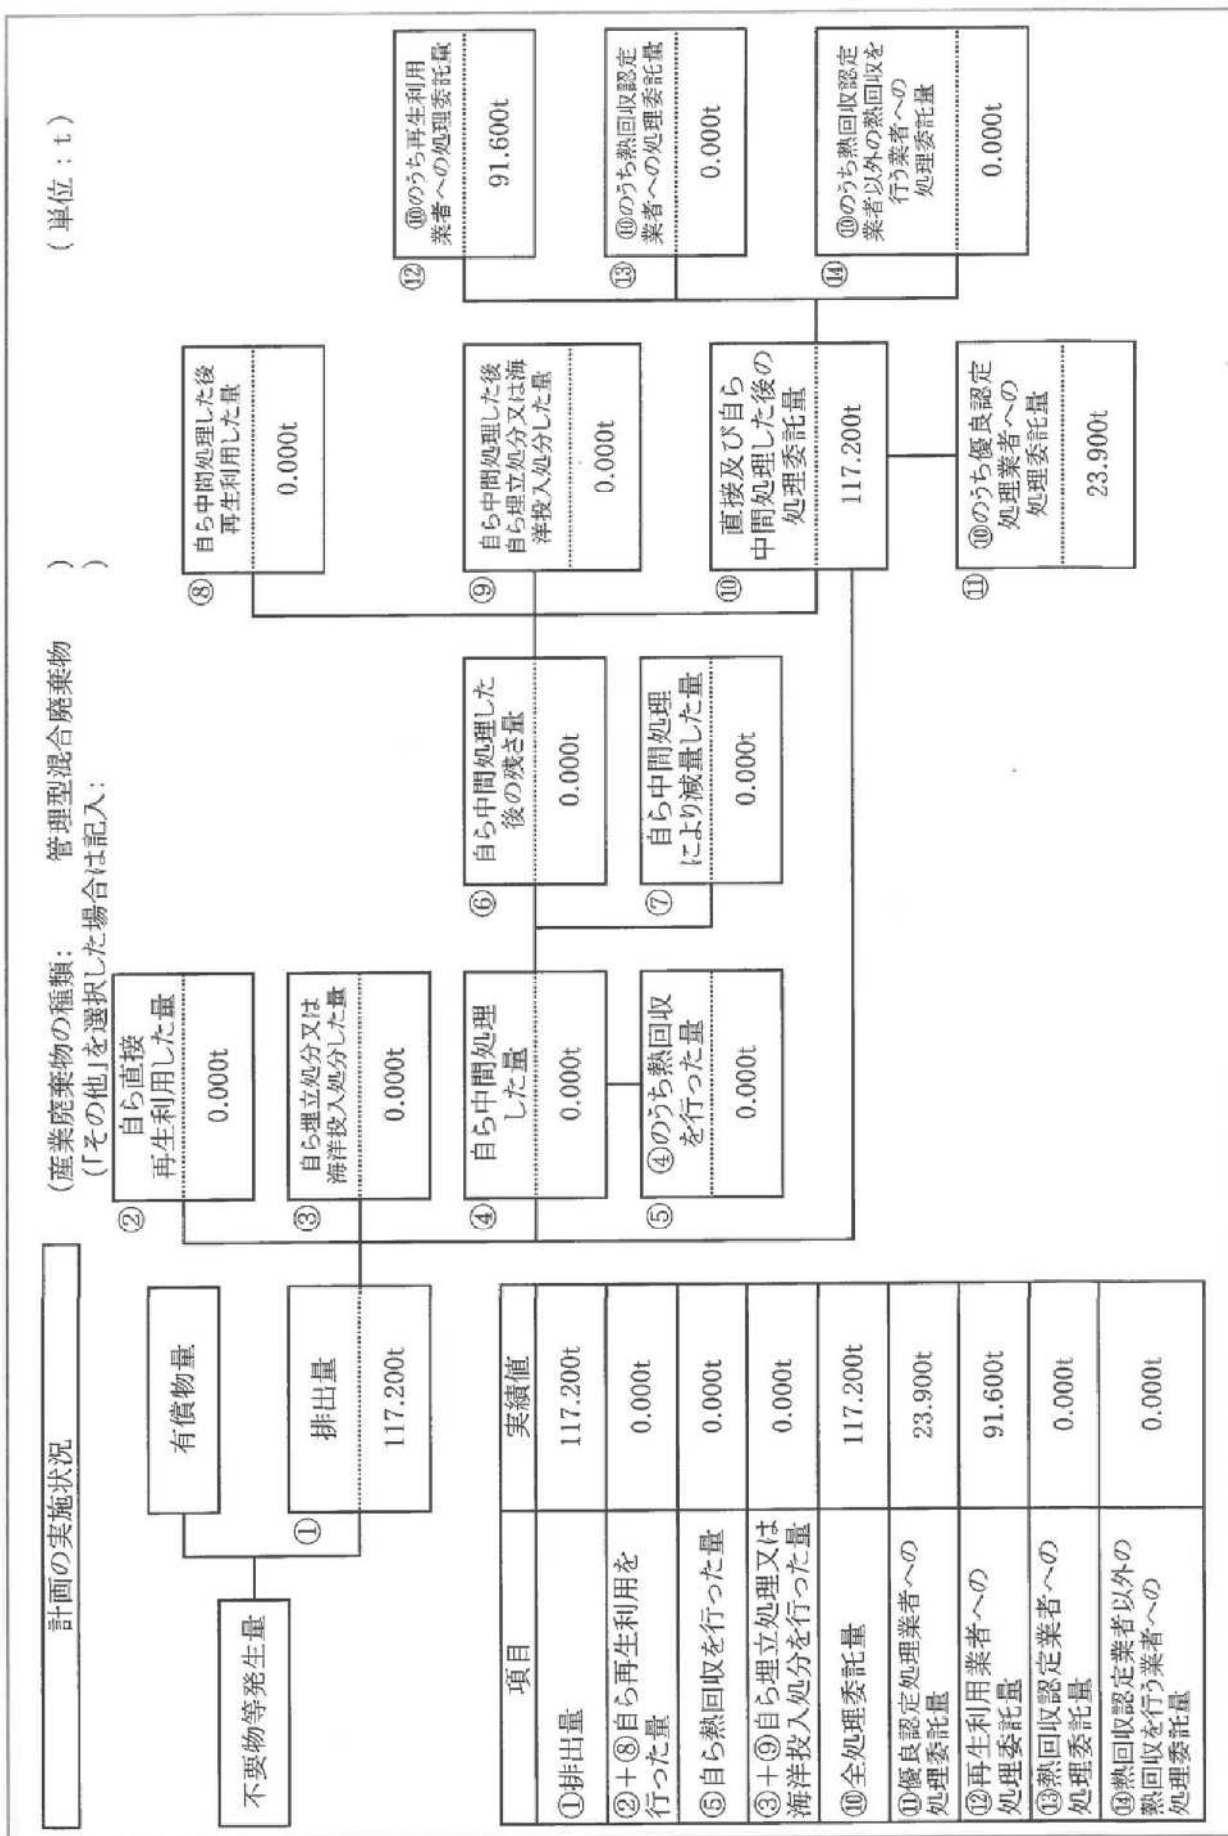 計画の実施状況
(産業廃棄物の種類: 管理型混合廃棄物 )
(「その他」を選択した場合は記入: )
(単位:t)
不要物等発生量
有償物量
①
排出量
117.200t
②
自ら直接
再生利用した量
0.000t
③
自ら埋立処分又は
海洋投入処分した量
0.000t
④
自ら中間処理
した量
0.000t
⑤
④のうち熱回収
を行った量
0.000t
⑥
自ら中間処理した
後の残さ量
0.000t
⑦
自ら中間処理
により減量した量
0.000t
⑧
自ら中間処理した後
再生利用した量
0.000t
⑨
自ら中間処理した後
自ら埋立処分又は海
洋投入処分した量
0.000t
⑩
直接及び自ら
中間処理した後の
処理委託量
117.200t
⑪
⑩のうち優良認定
処理業者への
処理委託量
23.900t
⑫
⑩のうち再生利用
業者への処理委託量
91.600t
⑬
⑩のうち熱回収認定
業者への処理委託量
0.000t
⑭
⑩のうち熱回収認定
業者以外の熱回収を
行う業者への
処理委託量
0.000t
項目 実績値
①排出量 117.200t
②+⑧自ら再生利用を
行った量 0.000t
⑤自ら熱回収を行った量 0.000t
③+⑨自ら埋立処理又は
海洋投入処分を行った量 0.000t
⑩全処理委託量 117.200t
⑪優良認定処理業者への
処理委託量 23.900t
⑫再生利用業者への
処理委託量 91.600t
⑬熱回収認定業者への
処理委託量 0.000t
⑭熱回収認定業者以外の
熱回収を行う業者への
処理委託量 0.000t